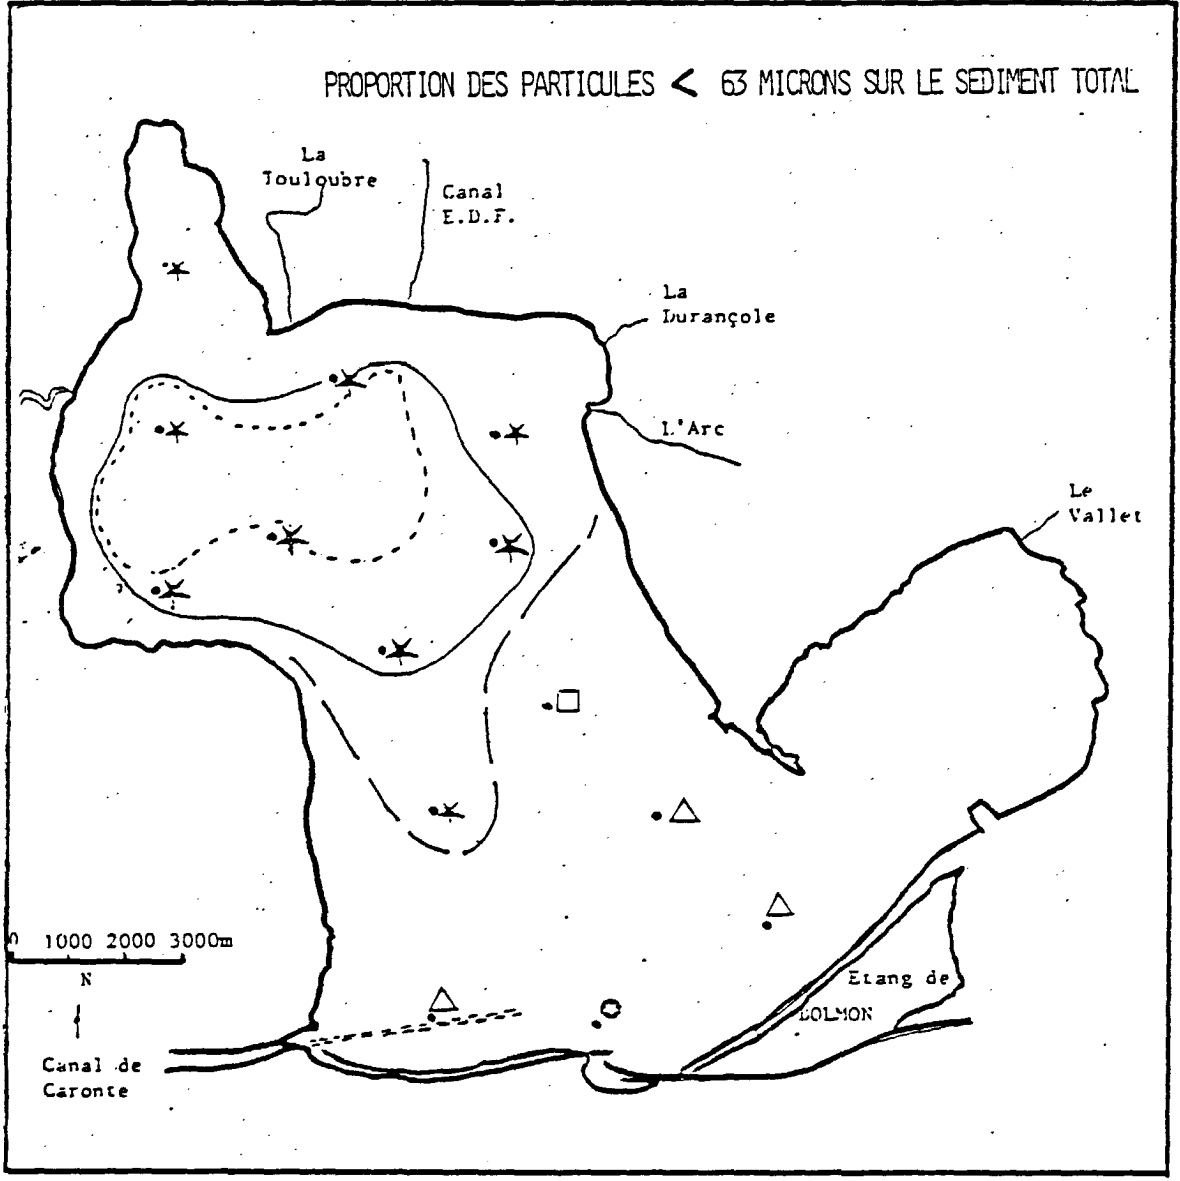 PROPORTION DES PARTICULES < 63 MICRONS SUR LE SEDIMENT TOTAL
La
Touloubre
Canal
E.D.F.
La
Durançole
L'Arc
Le
Vallet
0 1000 2000 3000m
N
Etang de
BOLMON
Canal de
Caronte